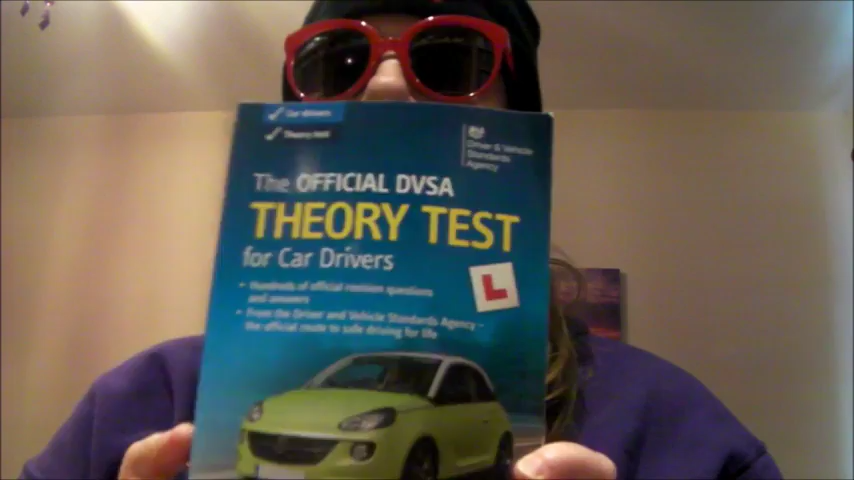 Car drivers
Theory test
Driver & Vehicle
Standards
Agency
The OFFICIAL DVSA
THEORY TEST
for Car Drivers
L
• Hundreds of official revision questions
and answers
• From the Driver and Vehicle Standards Agency –
the official route to safe driving for life